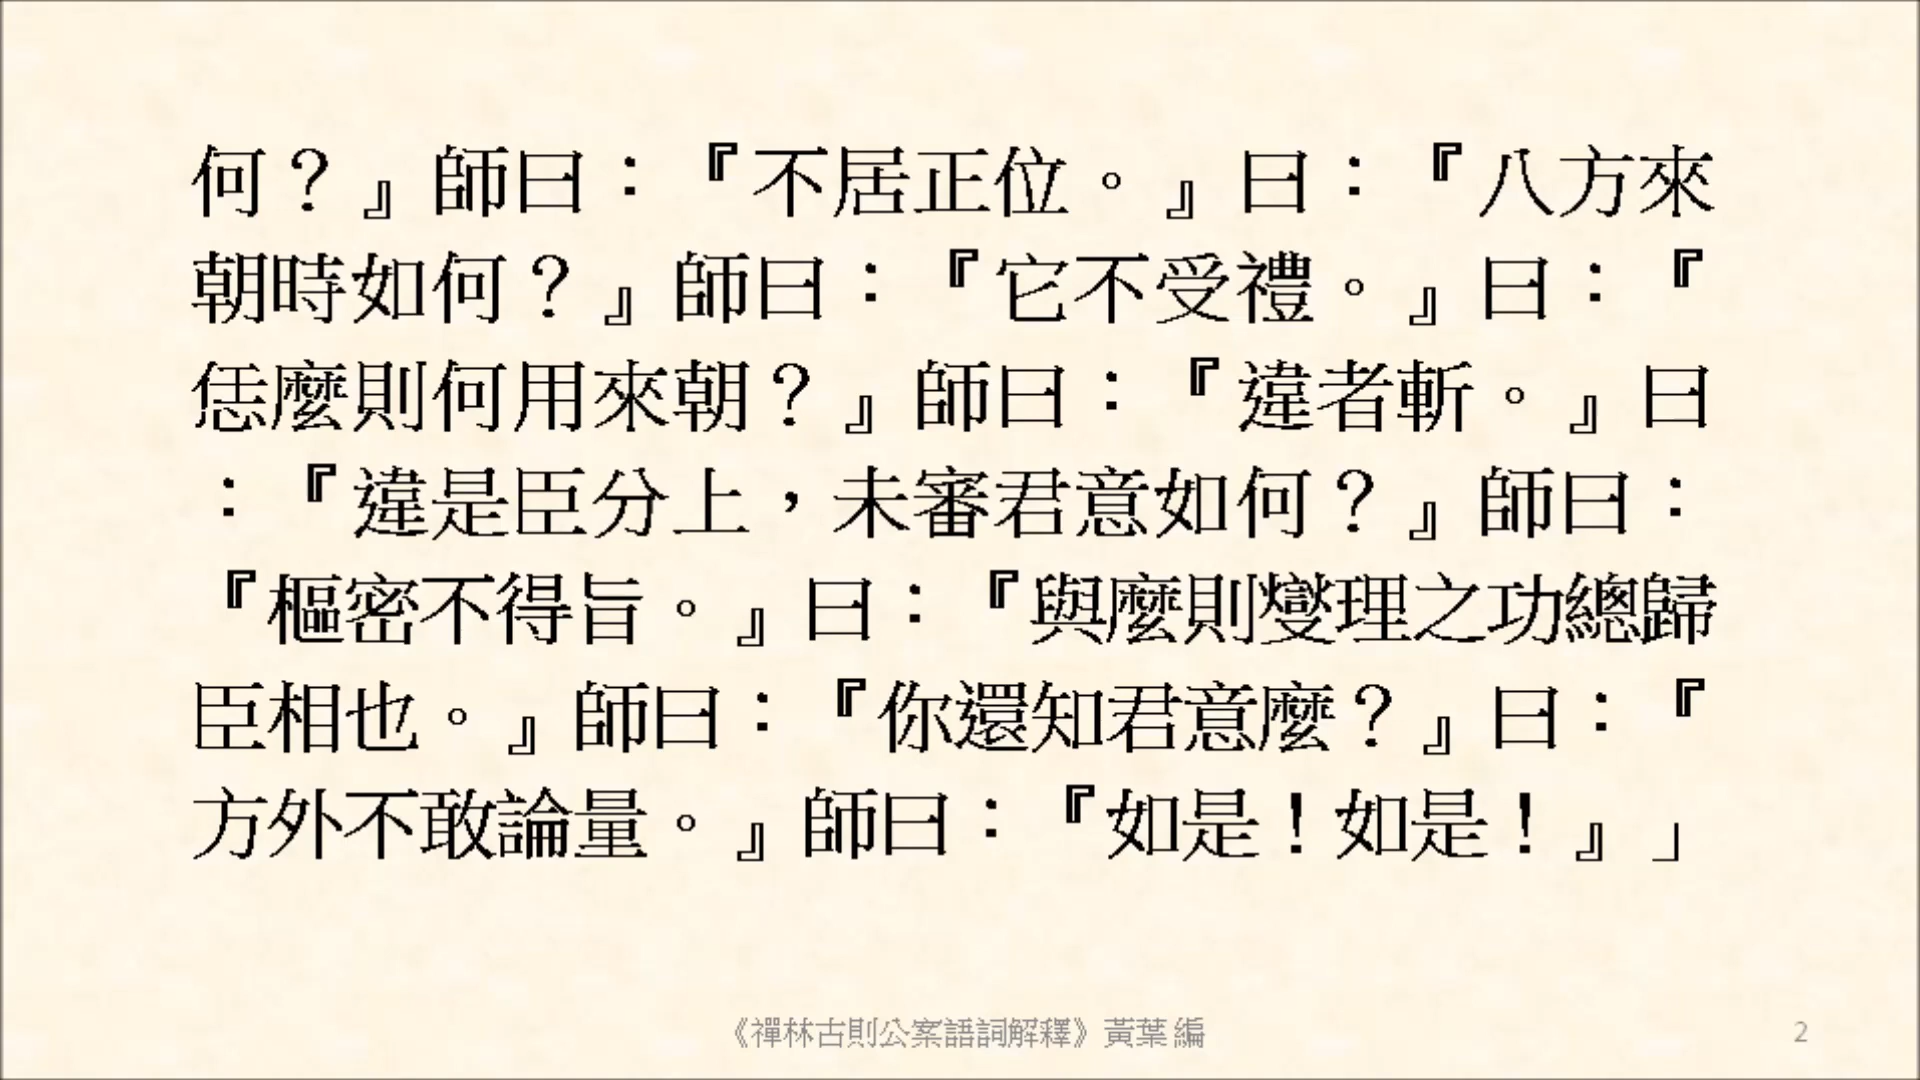 何？』師曰：『不居正位。』曰：『八方來
朝時如何？』師曰：『它不受禮。』曰：『
恁麼則何用來朝？』師曰：『違者斬。』曰
：『違是臣分上，未審君意如何？』師曰：
『樞密不得旨。』曰：『與麼則燮理之功總歸
臣相也。』師曰：『你還知君意麼？』曰：『
方外不敢論量。』師曰：『如是！如是！』」
《禪林古則公案語詞解釋》黃葉 編
2